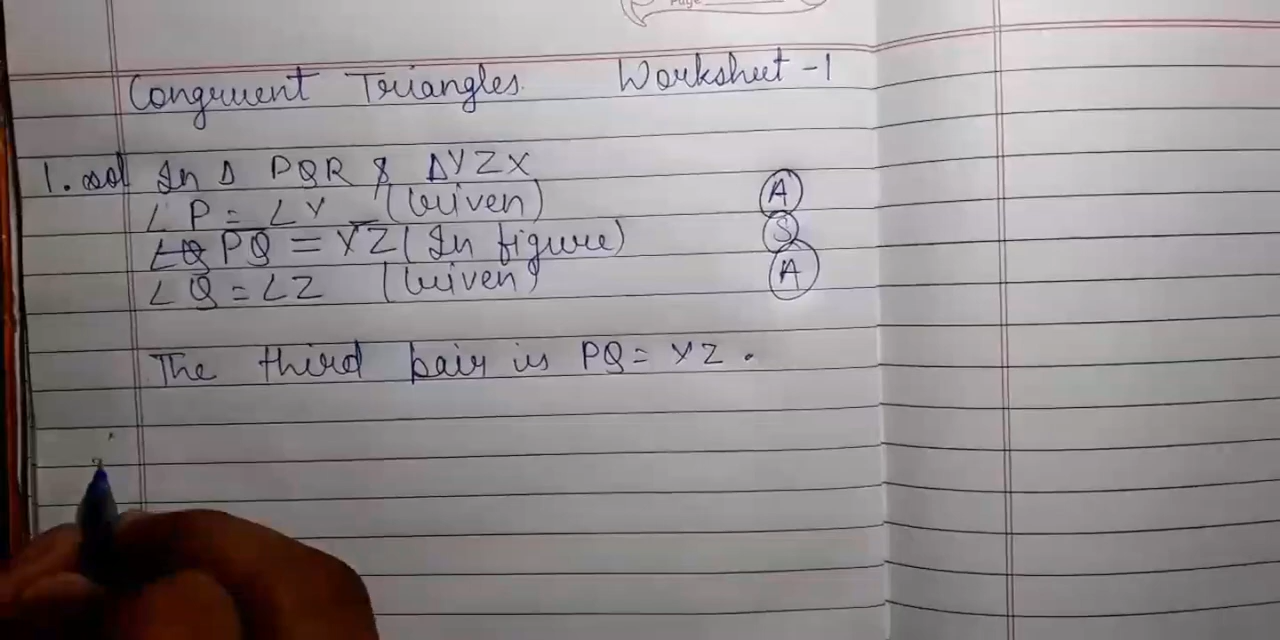 Page
Congruent Triangles. Worksheet - 1
1. sol In Δ PQR & ΔYZX
∠P = ∠Y (Given) A
PQ = YZ (In figure) S
∠Q = ∠Z (Given) A
The third pair is PQ = YZ.